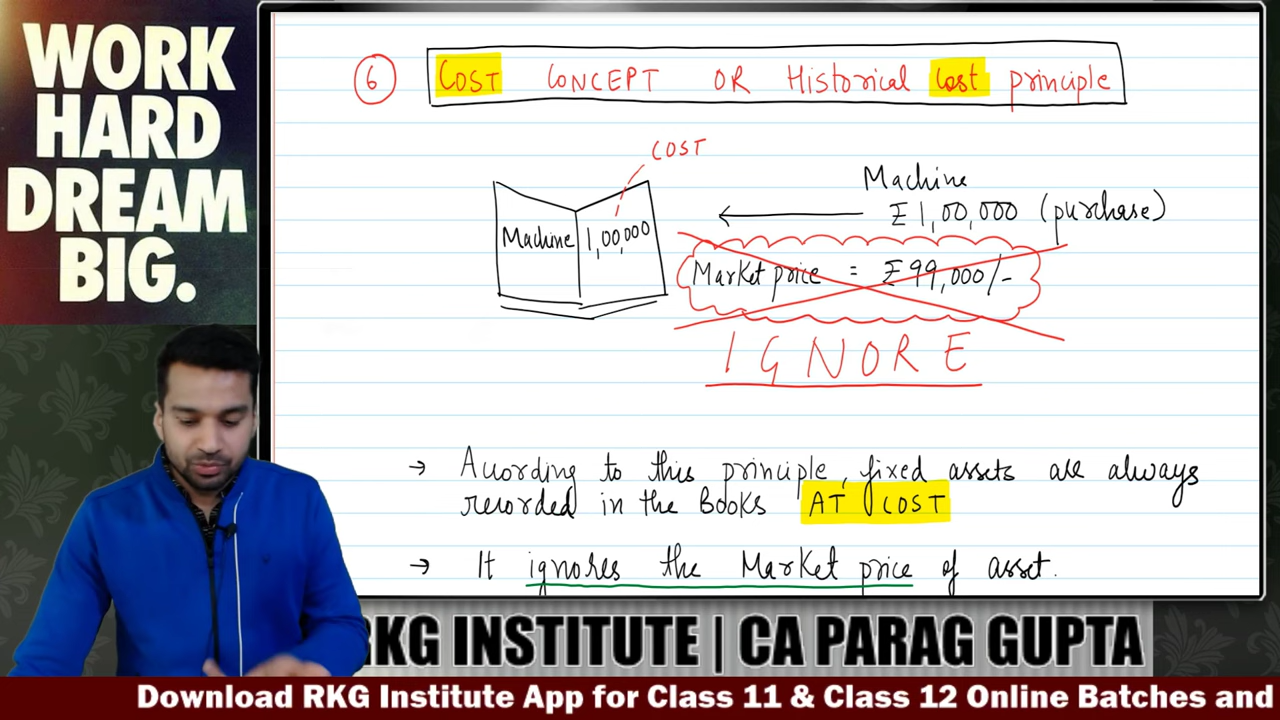 WORK
HARD
DREAM
BIG.
6 COST CONCEPT OR Historical cost principle
COST
Machine
₹1,00,000 (purchase)
Machine 1,00,000
Market price = ₹99,000/-
IGNORE
→ According to this principle, fixed assets are always
recorded in the Books AT COST
→ It ignores the Market price of asset.
RKG INSTITUTE | CA PARAG GUPTA
Download RKG Institute App for Class 11 & Class 12 Online Batches and